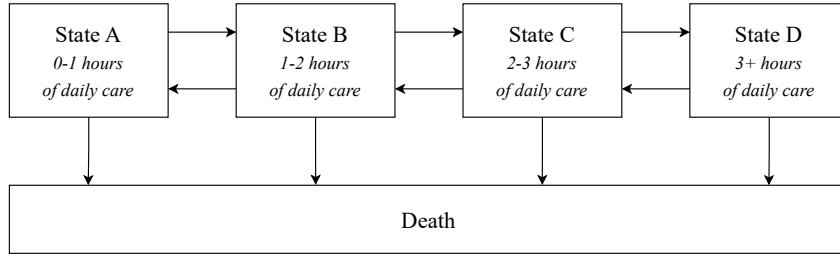 State A
0-1 hours
of daily care
State B
1-2 hours
of daily care
State C
2-3 hours
of daily care
State D
3+ hours
of daily care
Death